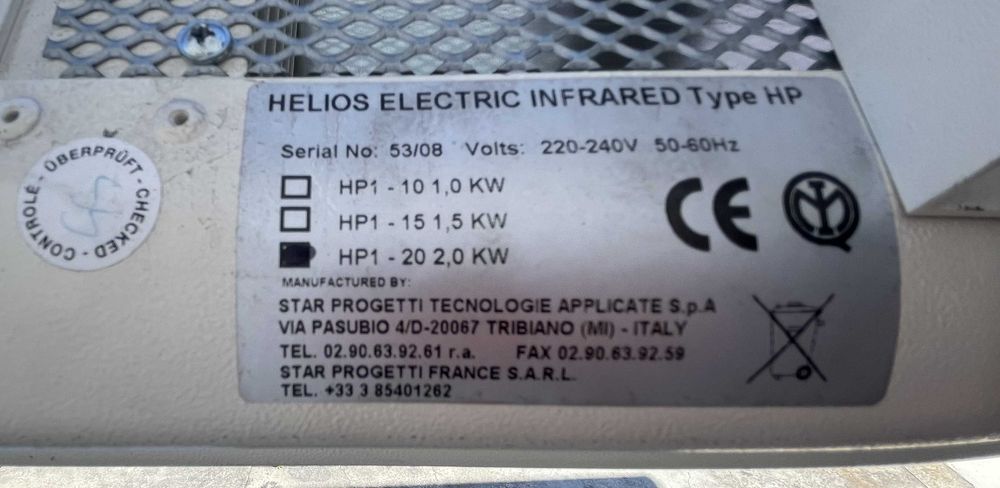 HELIOS ELECTRIC INFRARED Type HP
Serial No: 53/08 Volts: 220-240V 50-60Hz
HP1 - 10 1,0 KW
HP1 - 15 1,5 KW
HP1 - 20 2,0 KW
CE
IMQ
MANUFACTURED BY:
STAR PROGETTI TECNOLOGIE APPLICATE S.p.A
VIA PASUBIO 4/D-20067 TRIBIANO (MI) - ITALY
TEL. 02.90.63.92.61 r.a. FAX 02.90.63.92.59
STAR PROGETTI FRANCE S.A.R.L.
TEL. +33 3 85401262
CONTROLÉ - ÜBERPRÜFT - CHECKED -